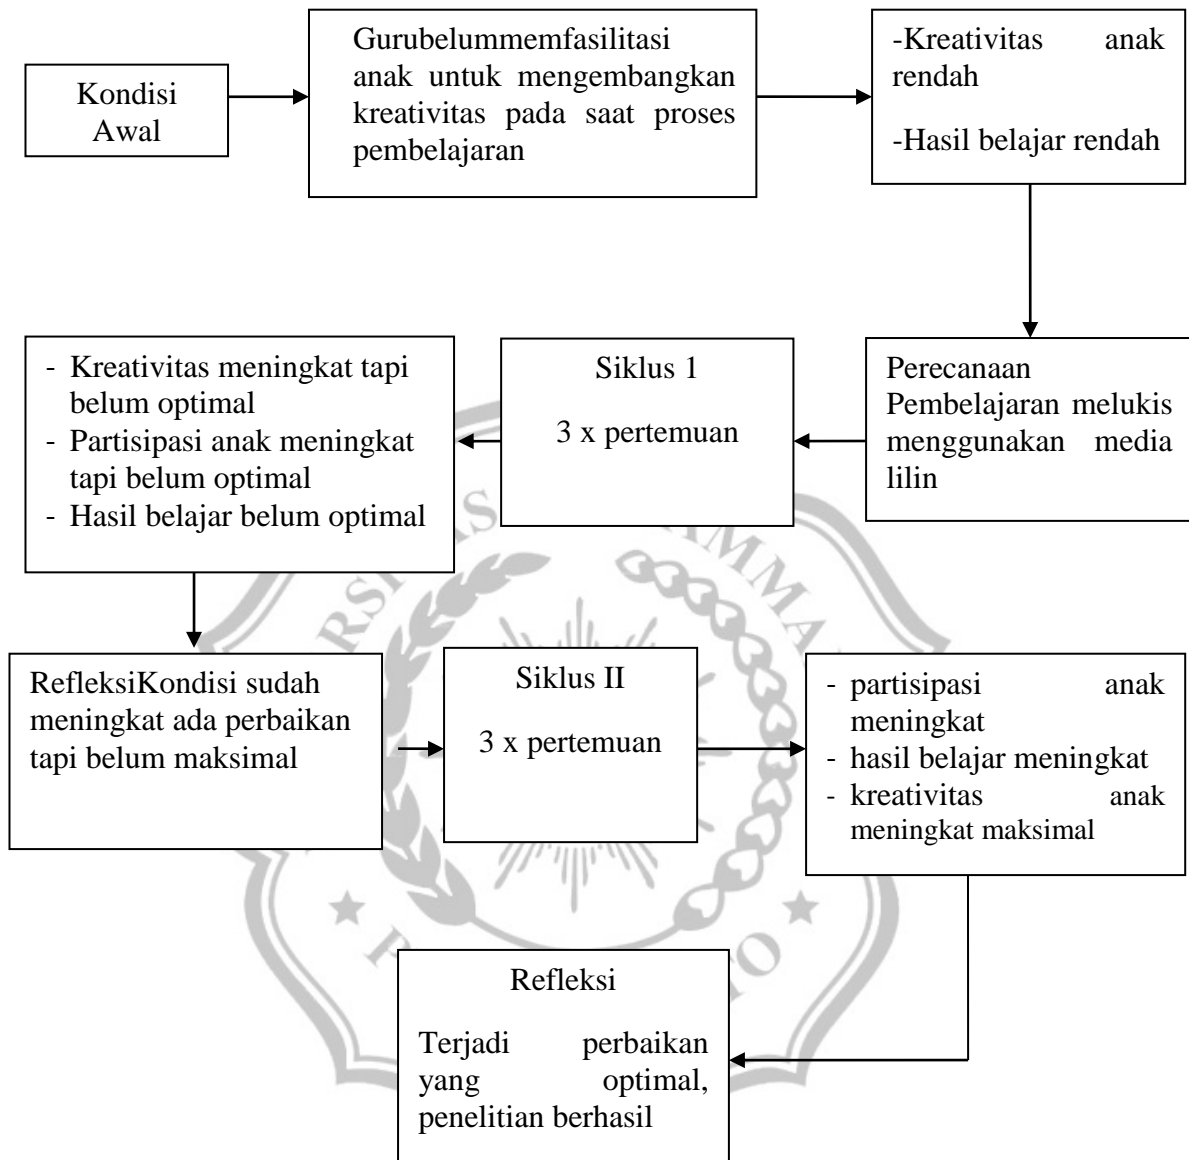 Kondisi
Awal
Gurubelummemfasilitasi
anak untuk mengembangkan
kreativitas pada saat proses
pembelajaran
-Kreativitas anak
rendah
-Hasil belajar rendah
Perecanaan
Pembelajaran melukis
menggunakan media
lilin
Siklus 1
3 x pertemuan
- Kreativitas meningkat tapi
belum optimal
- Partisipasi anak meningkat
tapi belum optimal
- Hasil belajar belum optimal
RefleksiKondisi sudah
meningkat ada perbaikan
tapi belum maksimal
Siklus II
3 x pertemuan
- partisipasi anak
meningkat
- hasil belajar meningkat
- kreativitas anak
meningkat maksimal
Refleksi
Terjadi perbaikan
yang optimal,
penelitian berhasil